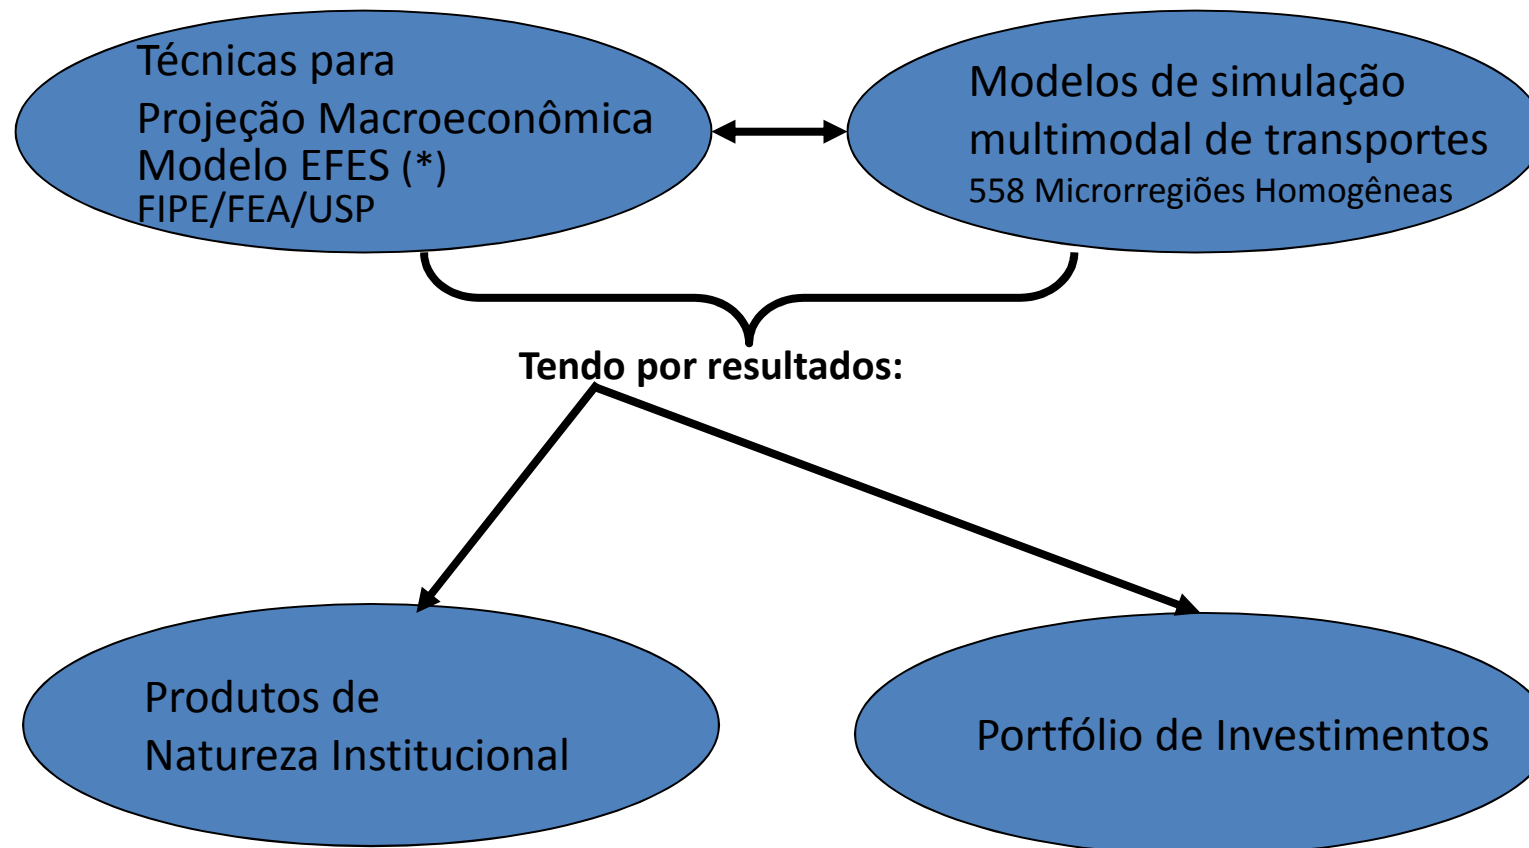 Técnicas para
Projeção Macroeconômica
Modelo EFES (*)
FIPE/FEA/USP
Modelos de simulação
multimodal de transportes
558 Microrregiões Homogêneas
Tendo por resultados:
Produtos de
Natureza Institucional
Portfólio de Investimentos